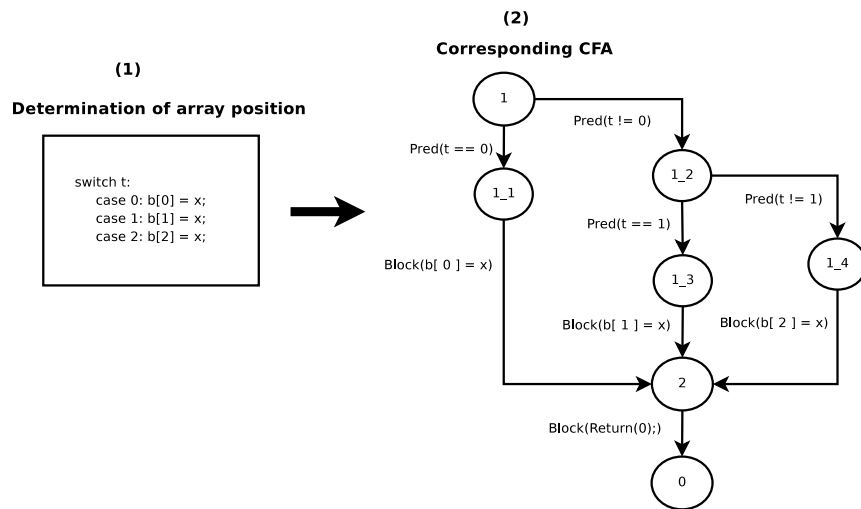 (1)
Determination of array position
switch t:
case 0: b[0] = x;
case 1: b[1] = x;
case 2: b[2] = x;
(2)
Corresponding CFA
1
Pred(t != 0)
Pred(t == 0)
1_1
1_2
Pred(t != 1)
Pred(t == 1)
Block(b[ 0 ] = x)
1_3
1_4
Block(b[ 1 ] = x)
Block(b[ 2 ] = x)
2
Block(Return(0);)
0